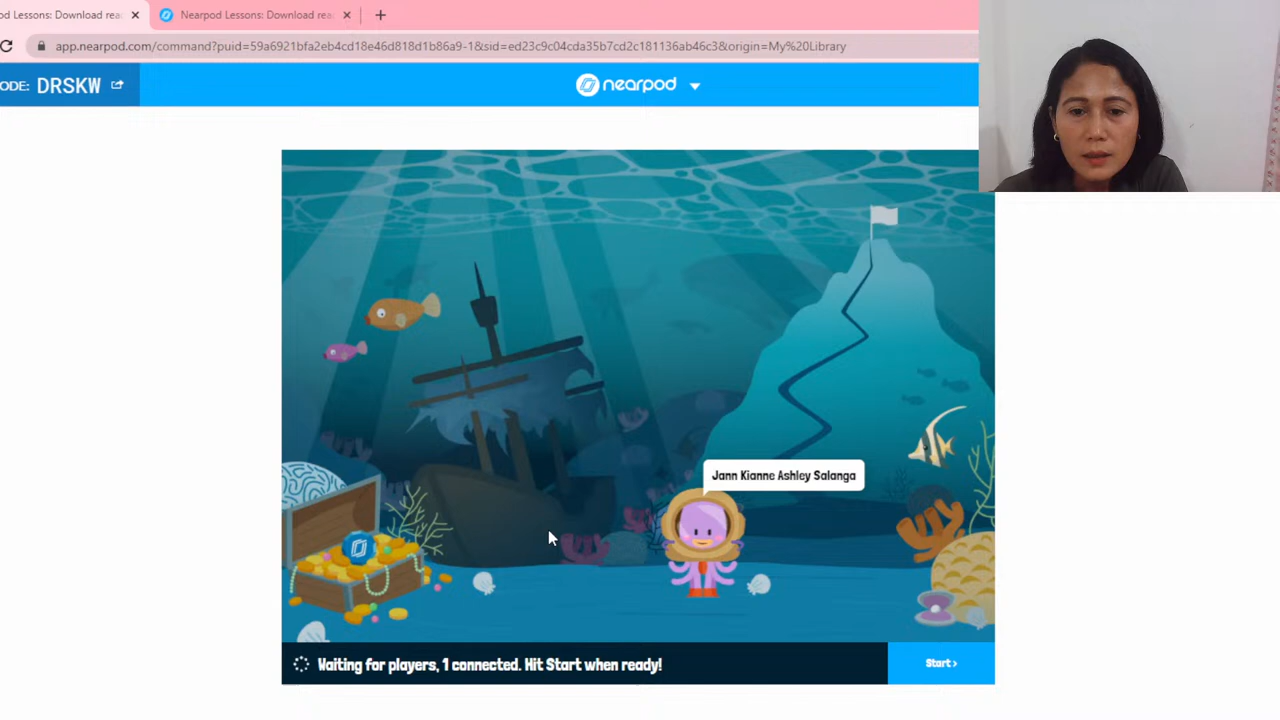 od Lessons: Download rea
Nearpod Lessons: Download rea
app.nearpod.com/command?puid=59a6921bfa2eb4cd18e46d818d1b86a9-1&sid=ed23c9c04cda35b7cd2c181136ab46c3&origin=My%20Library
ODE: DRSKW
nearpod
Jann Kianne Ashley Salanga
Waiting for players, 1 connected. Hit Start when ready!
Start >